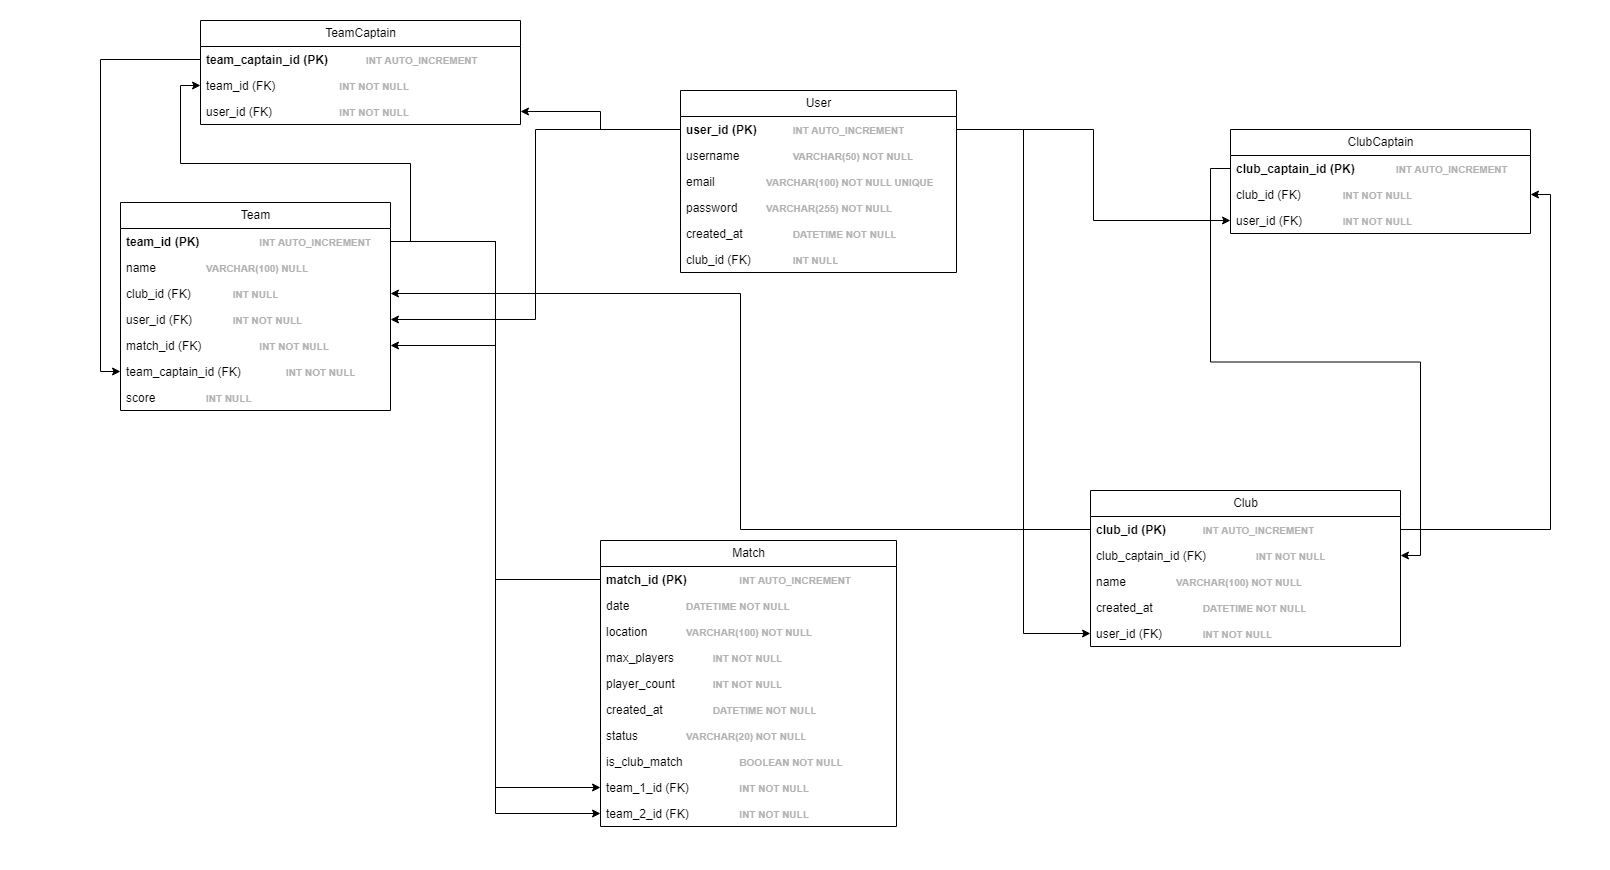 TeamCaptain
team_captain_id (PK) INT AUTO_INCREMENT
team_id (FK) INT NOT NULL
user_id (FK) INT NOT NULL
User
user_id (PK) INT AUTO_INCREMENT
username VARCHAR(50) NOT NULL
email VARCHAR(100) NOT NULL UNIQUE
password VARCHAR(255) NOT NULL
created_at DATETIME NOT NULL
club_id (FK) INT NULL
ClubCaptain
club_captain_id (PK) INT AUTO_INCREMENT
club_id (FK) INT NOT NULL
user_id (FK) INT NOT NULL
Team
team_id (PK) INT AUTO_INCREMENT
name VARCHAR(100) NULL
club_id (FK) INT NULL
user_id (FK) INT NOT NULL
match_id (FK) INT NOT NULL
team_captain_id (FK) INT NOT NULL
score INT NULL
Club
club_id (PK) INT AUTO_INCREMENT
club_captain_id (FK) INT NOT NULL
name VARCHAR(100) NOT NULL
created_at DATETIME NOT NULL
user_id (FK) INT NOT NULL
Match
match_id (PK) INT AUTO_INCREMENT
date DATETIME NOT NULL
location VARCHAR(100) NOT NULL
max_players INT NOT NULL
player_count INT NOT NULL
created_at DATETIME NOT NULL
status VARCHAR(20) NOT NULL
is_club_match BOOLEAN NOT NULL
team_1_id (FK) INT NOT NULL
team_2_id (FK) INT NOT NULL